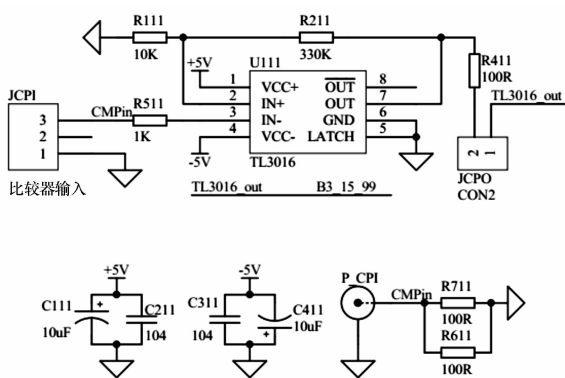 R111
10K
R211
330K
R411
100R
TL3016_out
U111
+5V
1 VCC+ OUT 8
2 IN+ OUT 7
3 IN- GND 6
4 VCC- LATCH 5
-5V
TL3016
JCPI
3
2
1
CMPin
R511
1K
比较器输入
2 1
JCPO
CON2
TL3016_out B3_15_99
+5V
C111
10uF
C211
104
-5V
C311
104
C411
10uF
P_CPI
CMPin
R711
100R
R611
100R